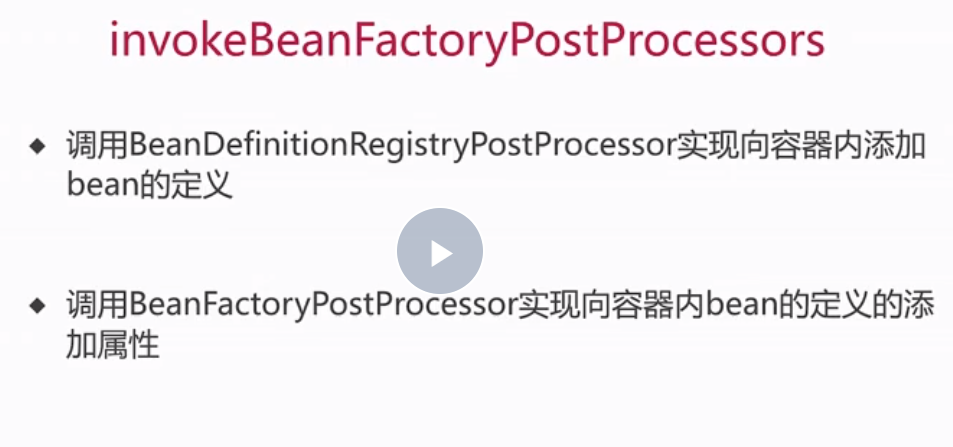 invokeBeanFactoryPostProcessors
调用BeanDefinitionRegistryPostProcessor实现向容器内添加
bean的定义
调用BeanFactoryPostProcessor实现向容器内bean的定义的添
加属性